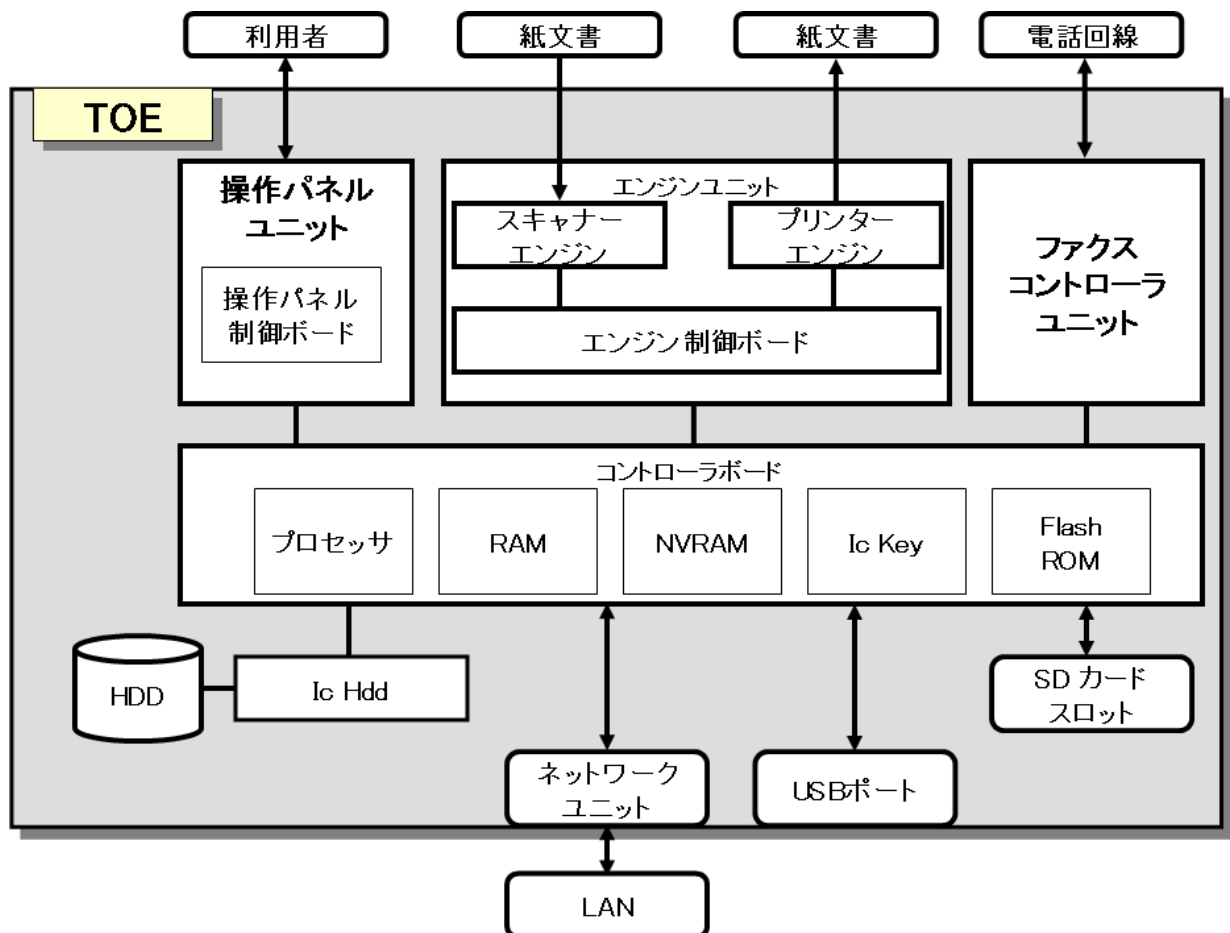 利用者
紙文書
紙文書
電話回線
TOE
操作パネル
ユニット
操作パネル
制御ボード
エンジンユニット
スキャナー
エンジン
プリンター
エンジン
エンジン制御ボード
ファクス
コントローラ
ユニット
コントローラボード
プロセッサ
RAM
NVRAM
Ic Key
Flash
ROM
HDD
Ic Hdd
SD カード
スロット
ネットワーク
ユニット
USBポート
LAN